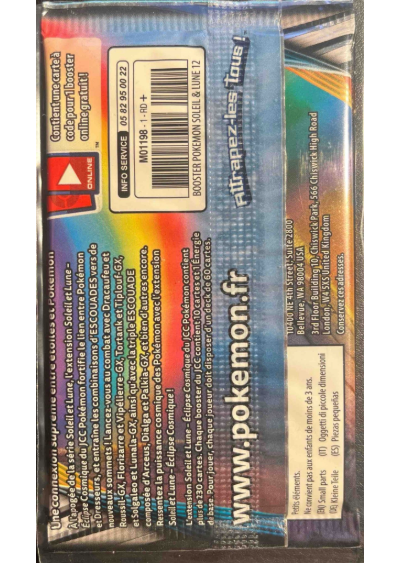 Contient une carte à
code pour 1 booster
online gratuit !
ONLINE
™
INFO SERVICE 05 82 95 00 22
M01198 - 1 - RD +
BOOSTER POKEMON SOLEIL & LUNE 12
Attrapez-les Tous !
Une connexion suprême entre étoiles et Pokémon
À l'apogée de la série Soleil et Lune, l'extension Soleil et Lune -
Éclipse Cosmique du JCC Pokémon fortifie le lien entre Pokémon
et Dresseurs, et entraîne les combinaisons d'ESCOUADES vers de
nouveaux sommets ! Lancez-vous au combat avec Dracaufeu et
Roussil-GX, Florizarre et Vipélierre-GX, Tortank et Tiplouf-GX,
et Solgaleo et Lunala-GX, ainsi qu'avec la triple ESCOUADE
composée d'Arceus, Dialga et Palkia-GX, et bien d'autres encore.
Ressentez la puissance cosmique des Pokémon avec l'extension
Soleil et Lune - Éclipse Cosmique !
L'extension Soleil et Lune - Éclipse Cosmique du JCC Pokémon contient
plus de 230 cartes. Chaque booster du JCC contient 10 cartes et 1 Énergie
de base. Pour jouer, chaque joueur doit disposer d'un deck de 60 cartes.
www.pokemon.fr
10400 NE 4th Street, Suite 2800
Bellevue, WA 98004 USA
3rd Floor Building 10, Chiswick Park, 566 Chiswick High Road
London, W4 5XS United Kingdom
Conservez ces adresses.
Petits éléments.
Ne convient pas aux enfants de moins de 3 ans.
(EN) Small parts (IT) Oggetti di piccole dimensioni
(DE) Kleine Teile (ES) Piezas pequeñas